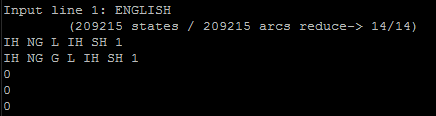 Input line 1: ENGLISH
(209215 states / 209215 arcs reduce-> 14/14)
IH NG L IH SH 1
IH NG G L IH SH 1
0
0
0